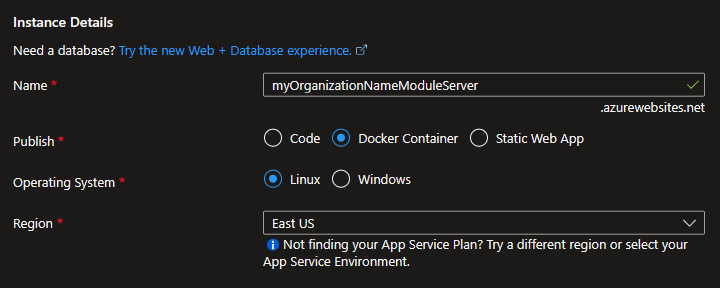 Instance Details
Need a database? Try the new Web + Database experience.
Name * myOrganizationNameModuleServer
.azurewebsites.net
Publish * Code Docker Container Static Web App
Operating System * Linux Windows
Region * East US
Not finding your App Service Plan? Try a different region or select your
App Service Environment.